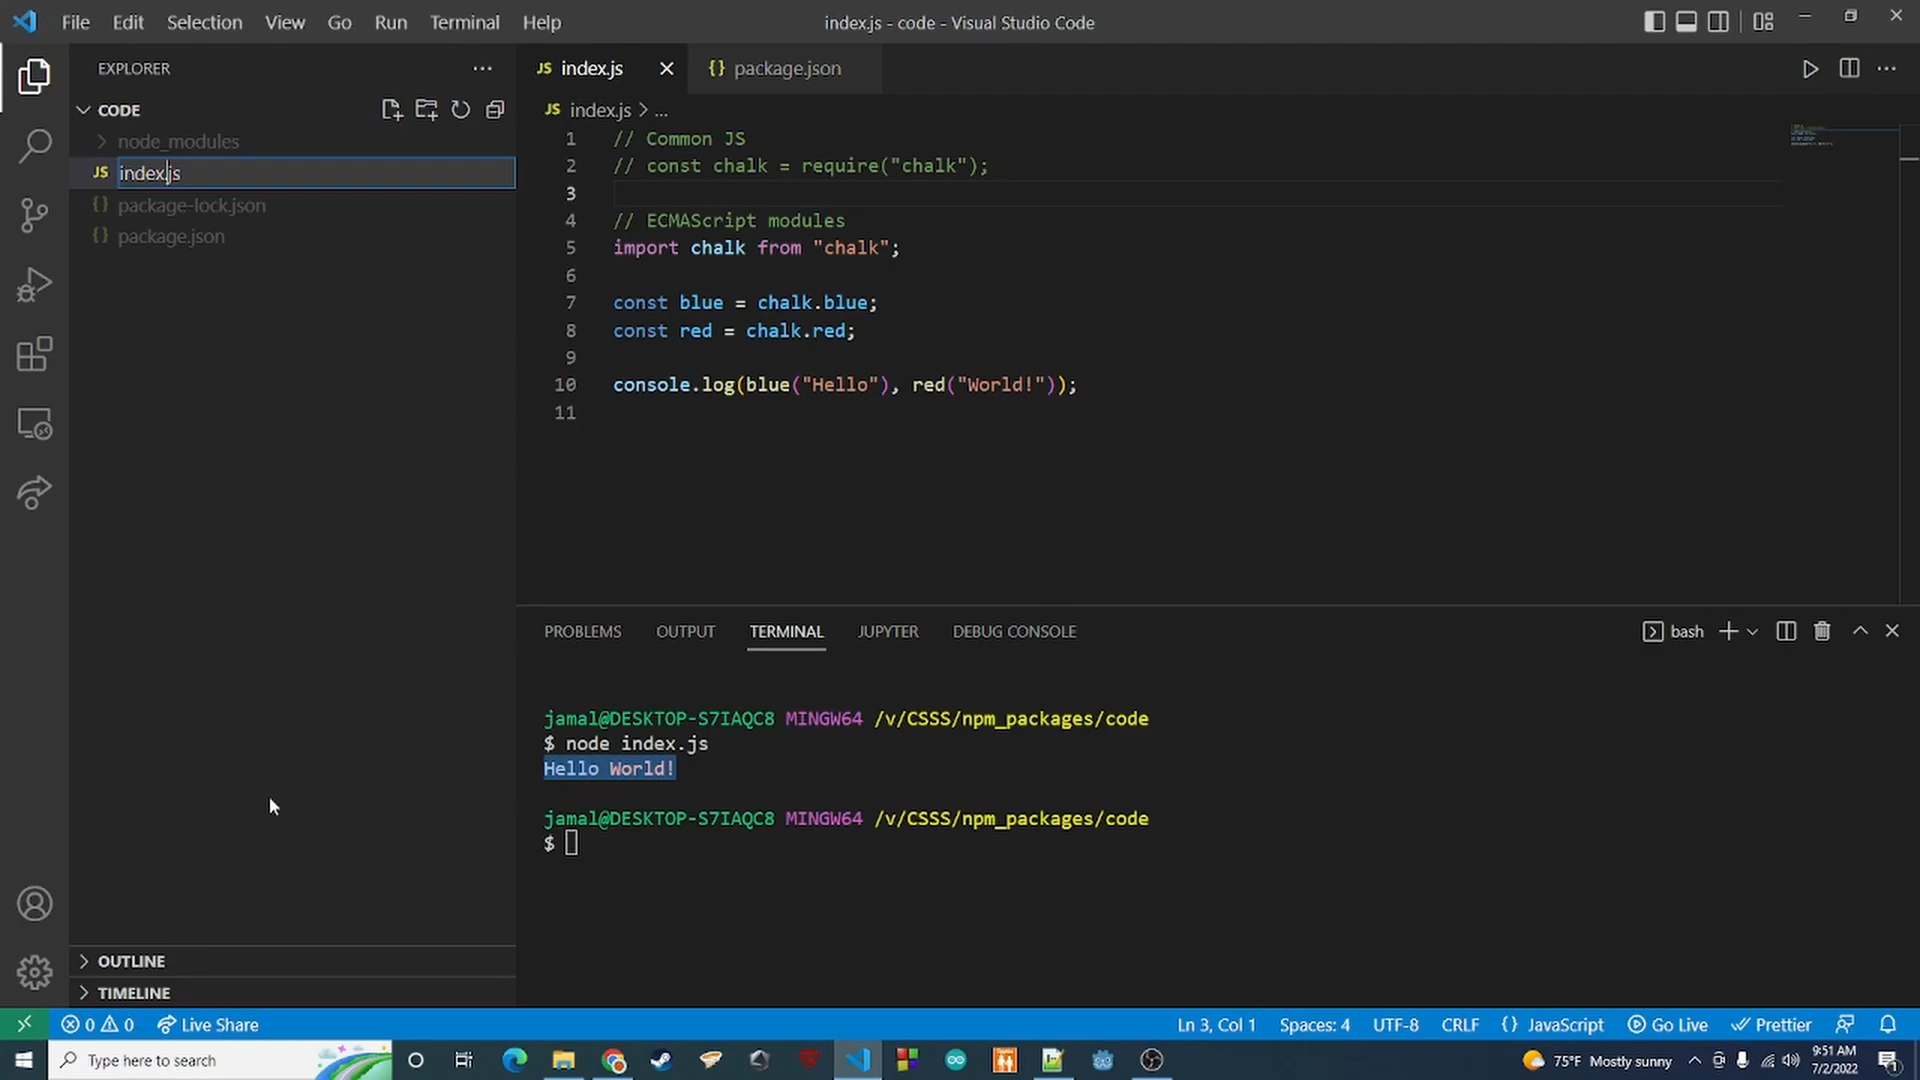 File Edit Selection View Go Run Terminal Help
index.js - code - Visual Studio Code
EXPLORER
CODE
node_modules
JS index.js
{} package-lock.json
{} package.json
OUTLINE
TIMELINE
JS index.js
{} package.json
JS index.js > ...
1 // Common JS
2 // const chalk = require("chalk");
3
4 // ECMAScript modules
5 import chalk from "chalk";
6
7 const blue = chalk.blue;
8 const red = chalk.red;
9
10 console.log(blue("Hello"), red("World!"));
11
PROBLEMS OUTPUT TERMINAL JUPYTER DEBUG CONSOLE
bash
jamal@DESKTOP-S7IAQC8 MINGW64 /v/CSSS/npm_packages/code
$ node index.js
Hello World!
jamal@DESKTOP-S7IAQC8 MINGW64 /v/CSSS/npm_packages/code
$
0 0 Live Share
Ln 3, Col 1 Spaces: 4 UTF-8 CRLF {} JavaScript Go Live Prettier
Type here to search
75°F Mostly sunny
9:51 AM
7/2/2022
1